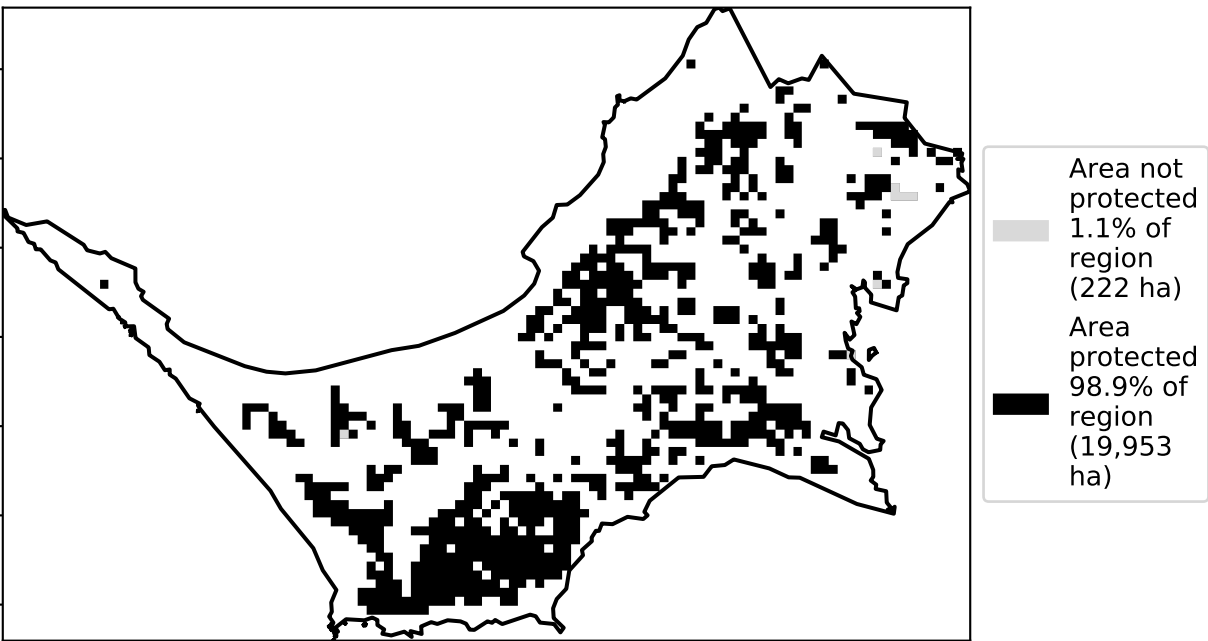 Area not
protected
1.1% of
region
(222 ha)
Area
protected
98.9% of
region
(19,953
ha)